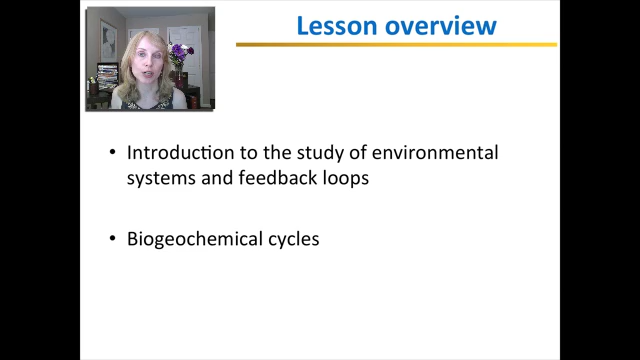 Lesson overview
• Introduction to the study of environmental
systems and feedback loops
• Biogeochemical cycles